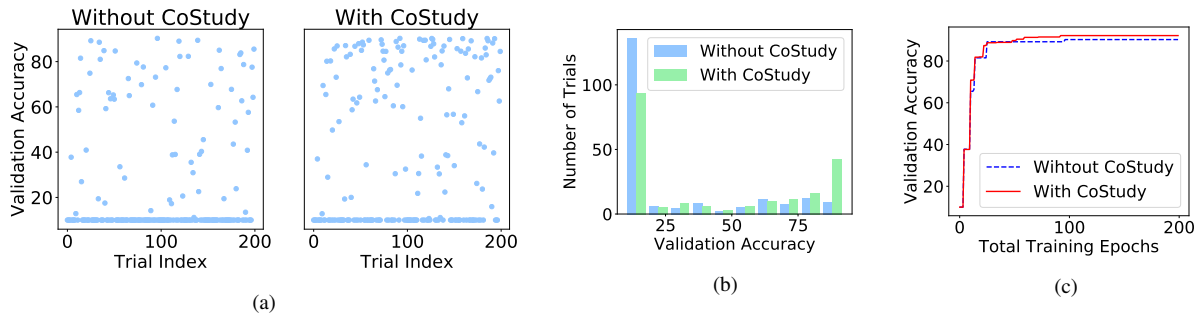 Without CoStudy
With CoStudy
Validation Accuracy
80
60
40
20
0
100
200
Trial Index
0
100
200
Trial Index
(a)
Number of Trials
100
50
0
25
50
75
Validation Accuracy
Without CoStudy
With CoStudy
(b)
Validation Accuracy
80
60
40
20
0
100
200
Total Training Epochs
Wihtout CoStudy
With CoStudy
(c)